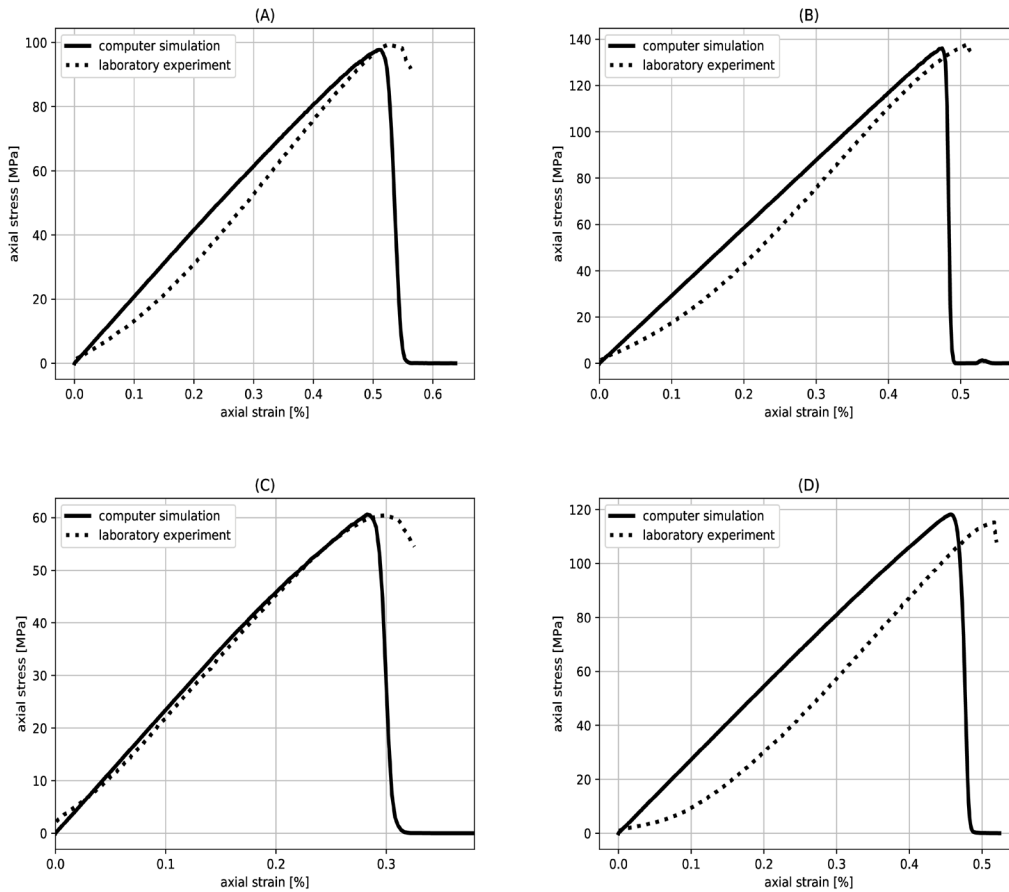 (A)
computer simulation
laboratory experiment
100
80
60
40
20
0
axial stress [MPa]
0.0 0.1 0.2 0.3 0.4 0.5 0.6
axial strain [%]
(B)
computer simulation
laboratory experiment
140
120
100
80
60
40
20
0
axial stress [MPa]
0.0 0.1 0.2 0.3 0.4 0.5
axial strain [%]
(C)
computer simulation
laboratory experiment
60
50
40
30
20
10
0
axial stress [MPa]
0.0 0.1 0.2 0.3
axial strain [%]
(D)
computer simulation
laboratory experiment
120
100
80
60
40
20
0
axial stress [MPa]
0.0 0.1 0.2 0.3 0.4 0.5
axial strain [%]